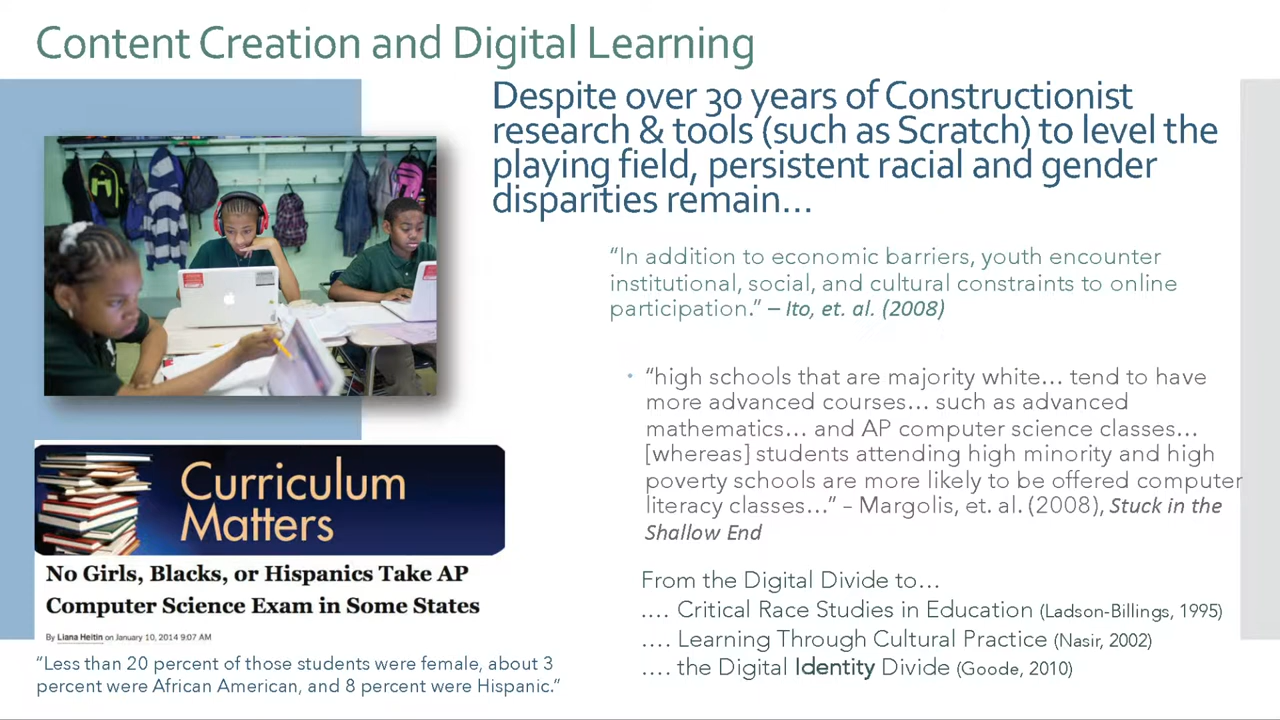 Content Creation and Digital Learning
Despite over 30 years of Constructionist
research & tools (such as Scratch) to level the
playing field, persistent racial and gender
disparities remain…
“In addition to economic barriers, youth encounter
institutional, social, and cultural constraints to online
participation.” – Ito, et. al. (2008)
• “high schools that are majority white… tend to have
more advanced courses… such as advanced
mathematics… and AP computer science classes…
[whereas] students attending high minority and high
poverty schools are more likely to be offered computer
literacy classes…” – Margolis, et. al. (2008), Stuck in the
Shallow End
From the Digital Divide to…
…. Critical Race Studies in Education (Ladson-Billings, 1995)
…. Learning Through Cultural Practice (Nasir, 2002)
…. the Digital Identity Divide (Goode, 2010)
Curriculum
Matters
No Girls, Blacks, or Hispanics Take AP
Computer Science Exam in Some States
By Liana Heitin on January 10, 2014 9:07 AM
“Less than 20 percent of those students were female, about 3
percent were African American, and 8 percent were Hispanic.”